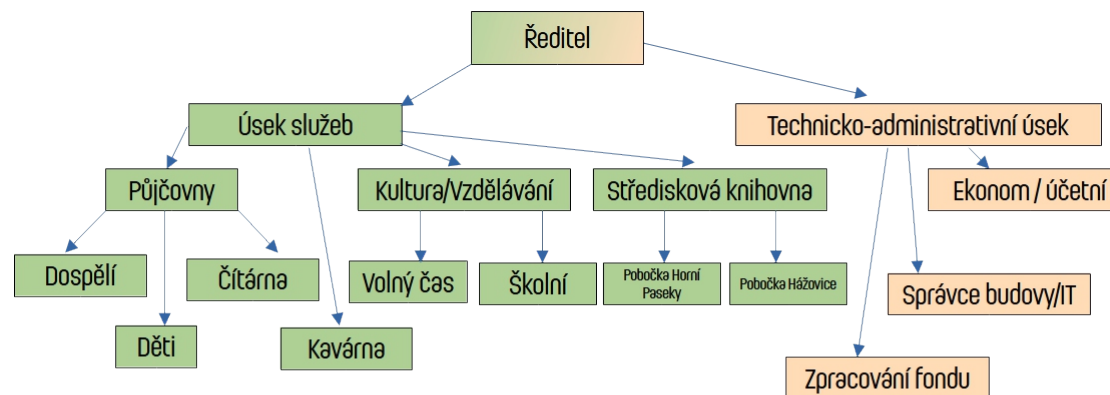 Ředitel
Úsek služeb
Technicko-administrativní úsek
Půjčovny
Kultura/Vzdělávání
Středisková knihovna
Ekonom / účetní
Dospělí
Čítárna
Volný čas
Školní
Pobočka Horní
Paseky
Pobočka Hážovice
Správce budovy/IT
Děti
Kavárna
Zpracování fondu